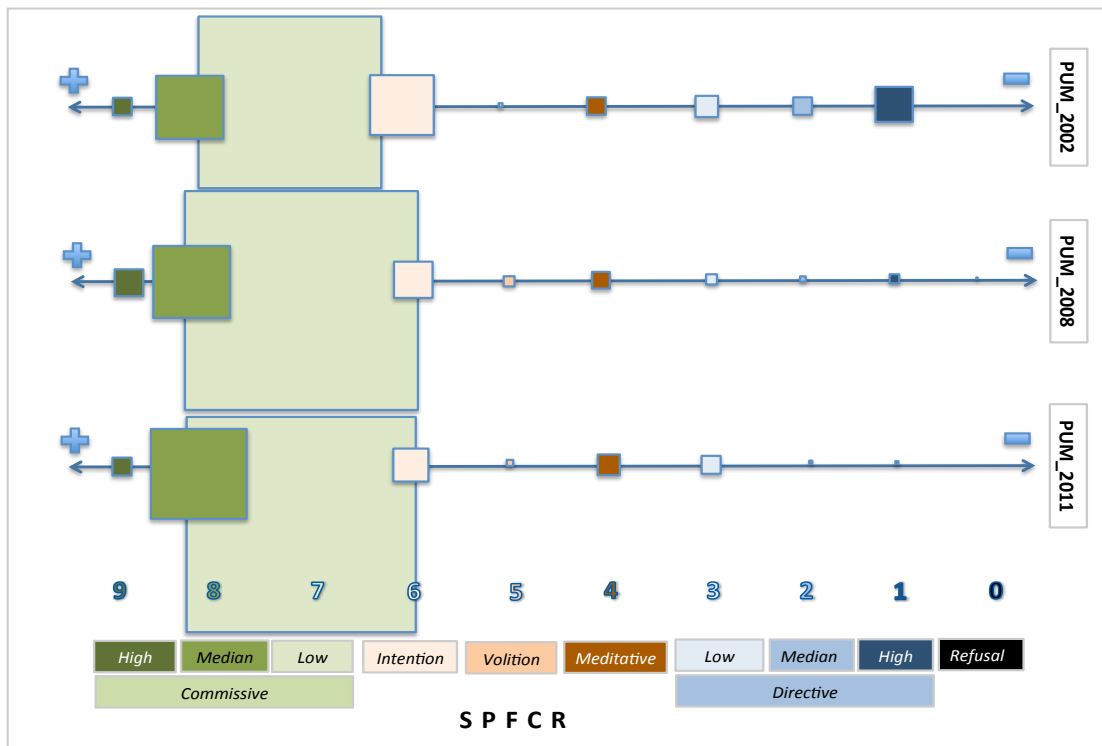 PUM_2002
PUM_2008
PUM_2011
9 8 7 6 5 4 3 2 1 0
High Median Low Intention Volition Meditative Low Median High Refusal
Commissive Directive
S P F C R